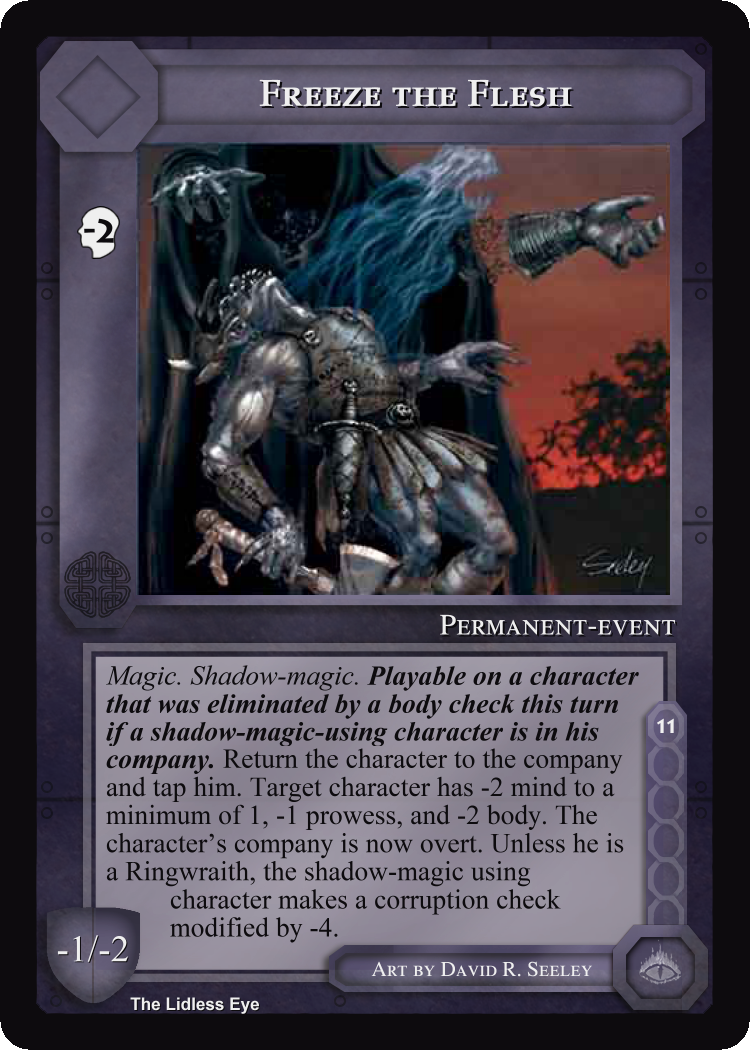 Freeze the Flesh
-2
Seeley
Permanent-event
Magic. Shadow-magic. Playable on a character
that was eliminated by a body check this turn
if a shadow-magic-using character is in his
company. Return the character to the company
and tap him. Target character has -2 mind to a
minimum of 1, -1 prowess, and -2 body. The
character's company is now overt. Unless he is
a Ringwraith, the shadow-magic using
character makes a corruption check
modified by -4.
11
-1/-2
Art by David R. Seeley
The Lidless Eye